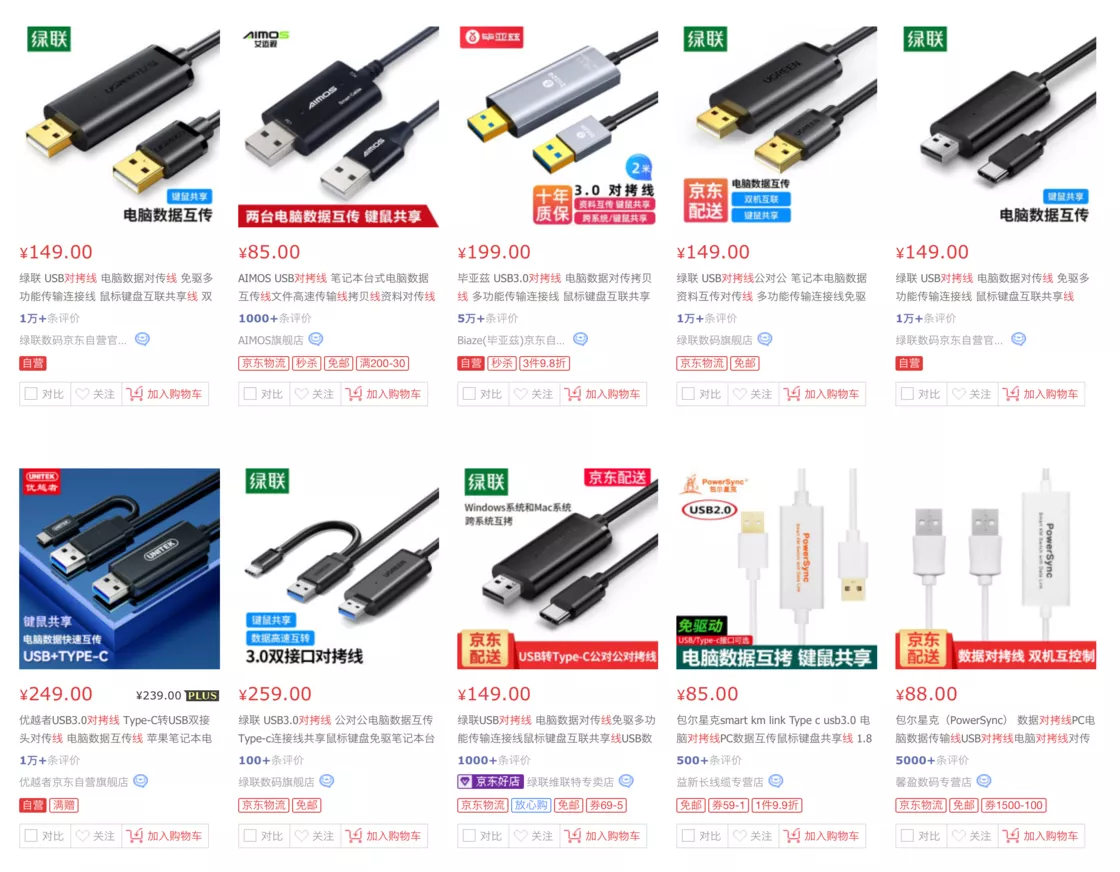 绿联
键鼠共享
电脑数据互传
¥149.00
绿联 USB对拷线 电脑数据对传线 免驱多
功能传输连接线 鼠标键盘互联共享线 双
1万+条评价
绿联数码京东自营官...
自营
对比 关注 加入购物车
AIMOS
艾迈斯
AIMOS
Smart Cable
AIMOS
两台电脑数据互传 键鼠共享
¥85.00
AIMOS USB对拷线 笔记本台式电脑数据
互传线文件高速传输线拷贝线资料对传线
1000+条评价
AIMOS旗舰店
京东物流 秒杀 免邮 满200-30
对比 关注 加入购物车
毕亚兹
2米
十年
质保
3.0 对拷线
资料互传 键鼠共享
跨系统/键鼠共享
¥199.00
毕亚兹 USB3.0对拷线 电脑数据对传拷贝
线 多功能传输连接线 鼠标键盘互联共享
5万+条评价
Biaze(毕亚兹)京东自...
自营 秒杀 3件9.8折
对比 关注 加入购物车
绿联
UGREEN
京东
配送
电脑数据互传
双机互联
键鼠共享
¥149.00
绿联 USB对拷线公对公 笔记本电脑数据
资料互传对传线 多功能传输连接线免驱
1万+条评价
绿联数码旗舰店
京东物流 免邮
对比 关注 加入购物车
绿联
键鼠共享
电脑数据互传
¥149.00
绿联 USB对拷线 电脑数据对传线 免驱多
功能传输连接线 鼠标键盘互联共享线
1万+条评价
绿联数码京东自营官...
自营
对比 关注 加入购物车
UNITEK
优越者
UNITEK
键鼠共享
电脑数据快速互传
USB+TYPE-C
¥249.00 ¥239.00 PLUS
优越者USB3.0对拷线 Type-C转USB双接
头对传线 电脑数据互传线 苹果笔记本电
1万+条评价
优越者京东自营旗舰店
自营 满赠
对比 关注 加入购物车
绿联
键鼠共享
数据高速互转
3.0双接口对拷线
¥259.00
绿联 USB3.0对拷线 公对公电脑数据互传
Type-c连接线共享鼠标键盘免驱笔记本台
100+条评价
绿联数码旗舰店
京东物流 免邮
对比 关注 加入购物车
绿联
京东配送
Windows系统和Mac系统
跨系统互拷
京东
配送
USB转Type-C公对公对拷线
¥149.00
绿联USB对拷线 电脑数据对传线免驱多功
能传输连接线鼠标键盘互联共享线USB数
1000+条评价
京东好店 绿联维联特专卖店
京东物流 放心购 免邮 券69-5
对比 关注 加入购物车
PowerSync
包尔星克
USB2.0
PowerSync
Smart KM Switch with Data Link
免驱动
USB/Type-c接口可选
电脑数据互拷 键鼠共享
¥85.00
包尔星克smart km link Type c usb3.0 电
脑对拷线PC数据互传鼠标键盘共享线 1.8
500+条评价
益新长线缆专营店
免邮 券59-1 1件9.9折
对比 关注 加入购物车
PowerSync
Smart KM Switch with Data Link
京东
配送
数据对拷线 双机互控制
¥88.00
包尔星克（PowerSync） 数据对拷线PC电
脑数据传输线USB对拷线电脑对拷线对传
5000+条评价
馨盈数码专营店
京东物流 免邮 券1500-100
对比 关注 加入购物车